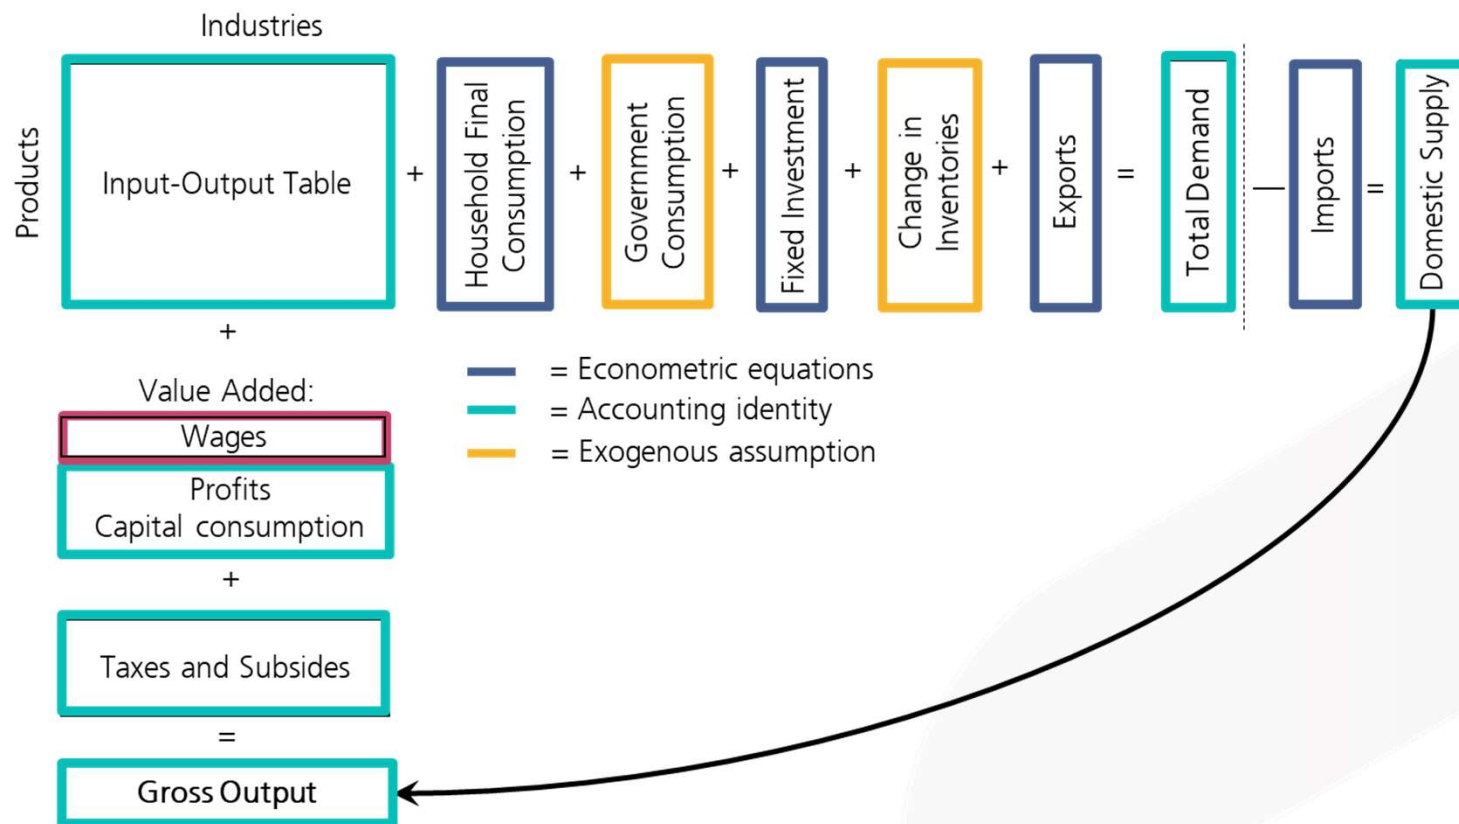 Industries
Products
Input-Output Table
+
Household Final
Consumption
+
Government
Consumption
+
Fixed Investment
+
Change in
Inventories
+
Exports
=
Total Demand
—
Imports
=
Domestic Supply
+
Value Added:
Wages
Profits
Capital consumption
+
Taxes and Subsides
=
Gross Output
= Econometric equations
= Accounting identity
= Exogenous assumption